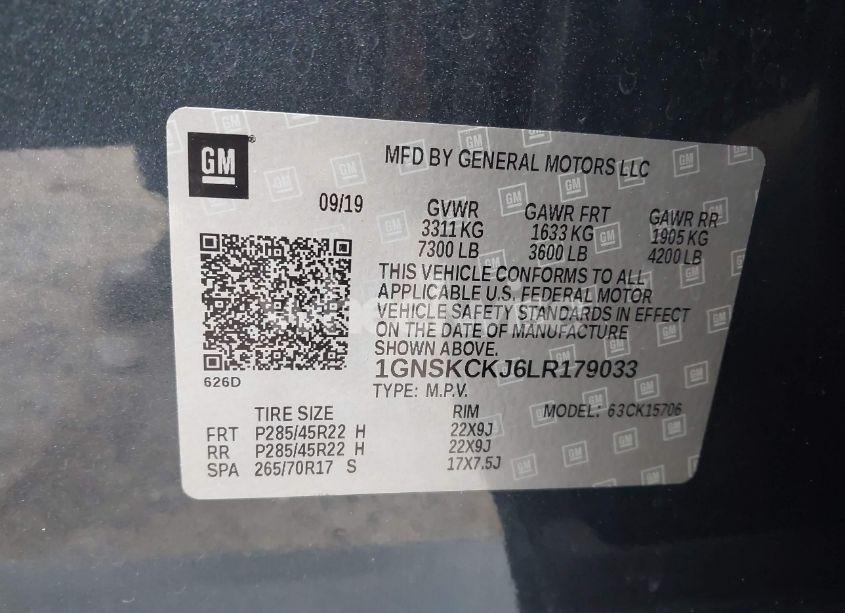 GM
MFD BY GENERAL MOTORS LLC
09/19
GVWR GAWR FRT GAWR RR
3311 KG 1633 KG 1905 KG
7300 LB 3600 LB 4200 LB
THIS VEHICLE CONFORMS TO ALL
APPLICABLE U.S. FEDERAL MOTOR
VEHICLE SAFETY STANDARDS IN EFFECT
ON THE DATE OF MANUFACTURE
SHOWN ABOVE.
626D
1GNSKCKJ6LR179033
TYPE: M.P.V.
TIRE SIZE RIM MODEL: 63CK15706
FRT P285/45R22 H 22X9J
RR P285/45R22 H 22X9J
SPA 265/70R17 S 17X7.5J